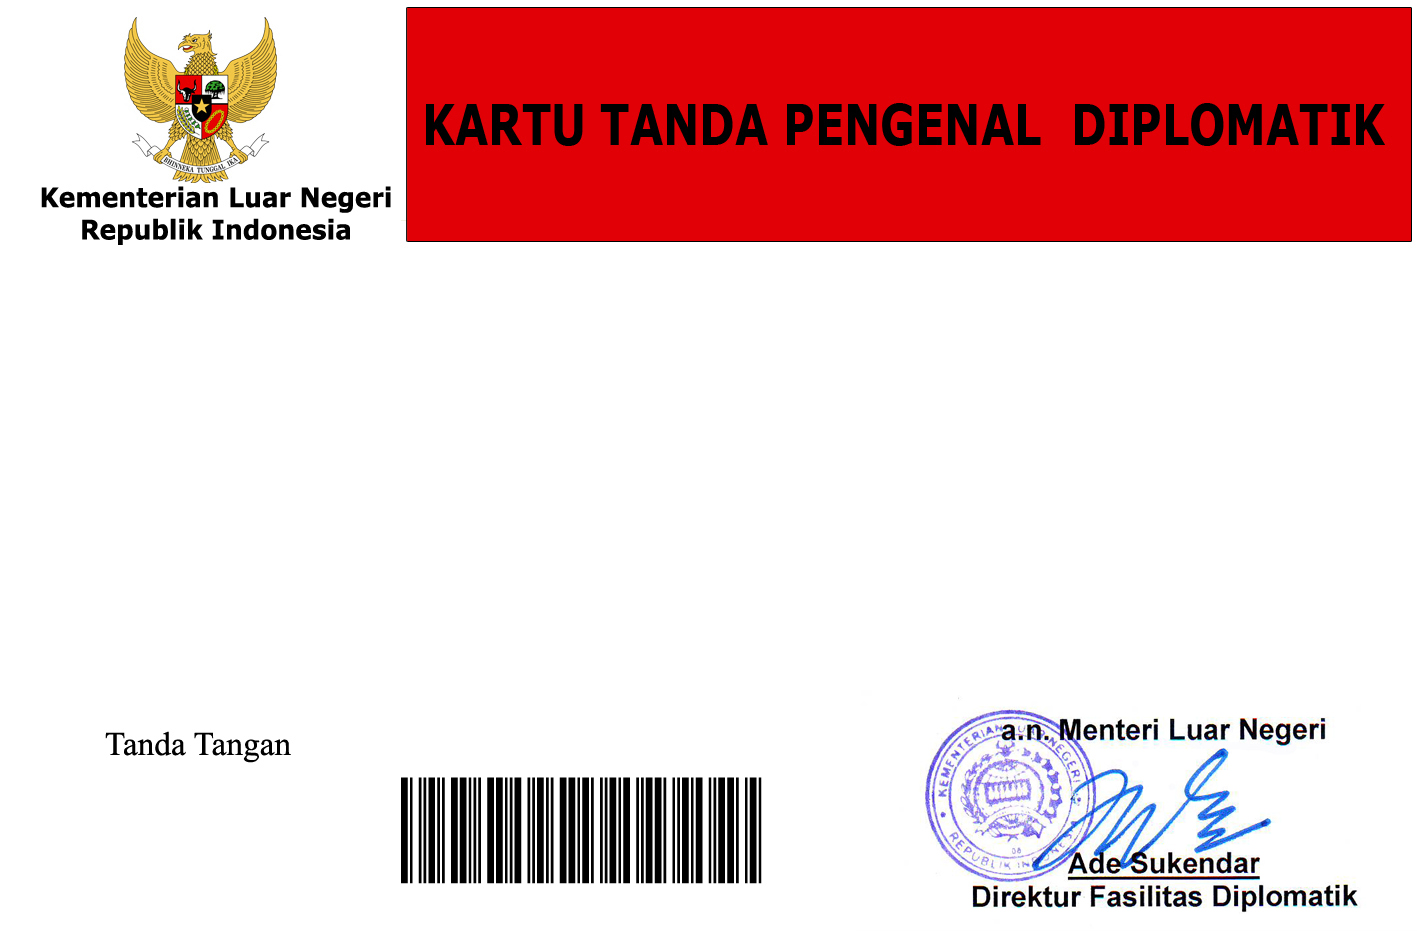 BHINNEKA TUNGGAL IKA
Kementerian Luar Negeri
Republik Indonesia
KARTU TANDA PENGENAL DIPLOMATIK
Tanda Tangan
a.n. Menteri Luar Negeri
KEMENTERIAN LUAR NEGERI
REPUBLIK INDONESIA
08
Ade Sukendar
Direktur Fasilitas Diplomatik